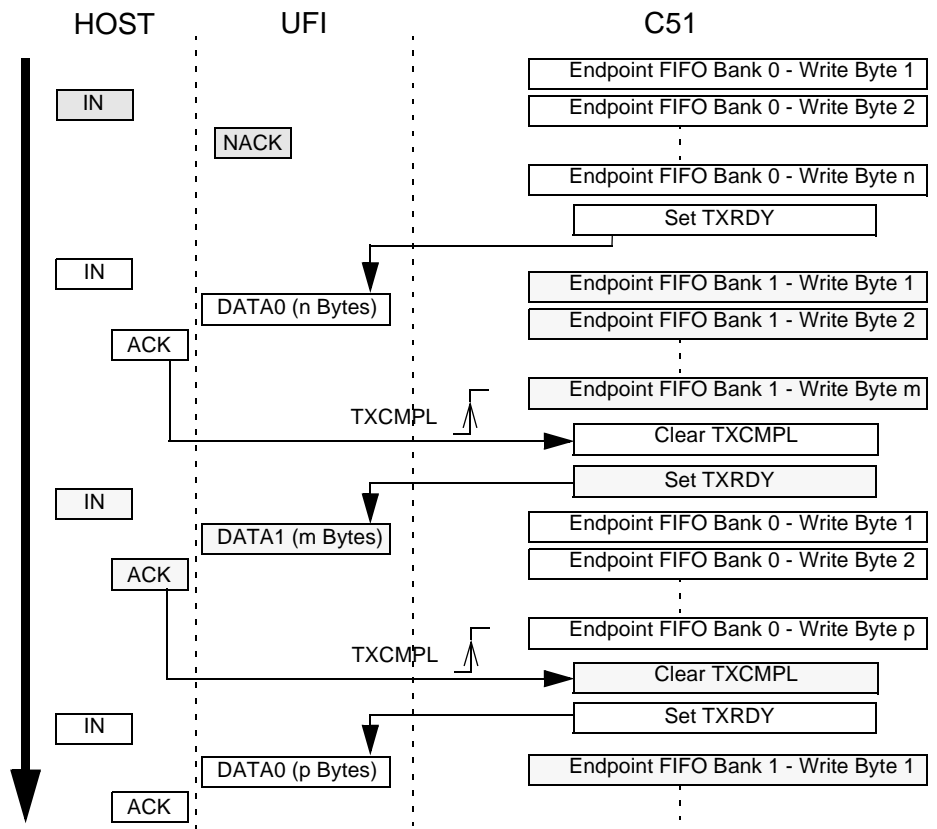 HOST UFI C51
Endpoint FIFO Bank 0 - Write Byte 1
IN Endpoint FIFO Bank 0 - Write Byte 2
NACK
Endpoint FIFO Bank 0 - Write Byte n
Set TXRDY
IN Endpoint FIFO Bank 1 - Write Byte 1
DATA0 (n Bytes)
Endpoint FIFO Bank 1 - Write Byte 2
ACK
Endpoint FIFO Bank 1 - Write Byte m
TXCMPL
Clear TXCMPL
Set TXRDY
IN
Endpoint FIFO Bank 0 - Write Byte 1
DATA1 (m Bytes)
Endpoint FIFO Bank 0 - Write Byte 2
ACK
Endpoint FIFO Bank 0 - Write Byte p
TXCMPL
Clear TXCMPL
IN Set TXRDY
DATA0 (p Bytes) Endpoint FIFO Bank 1 - Write Byte 1
ACK